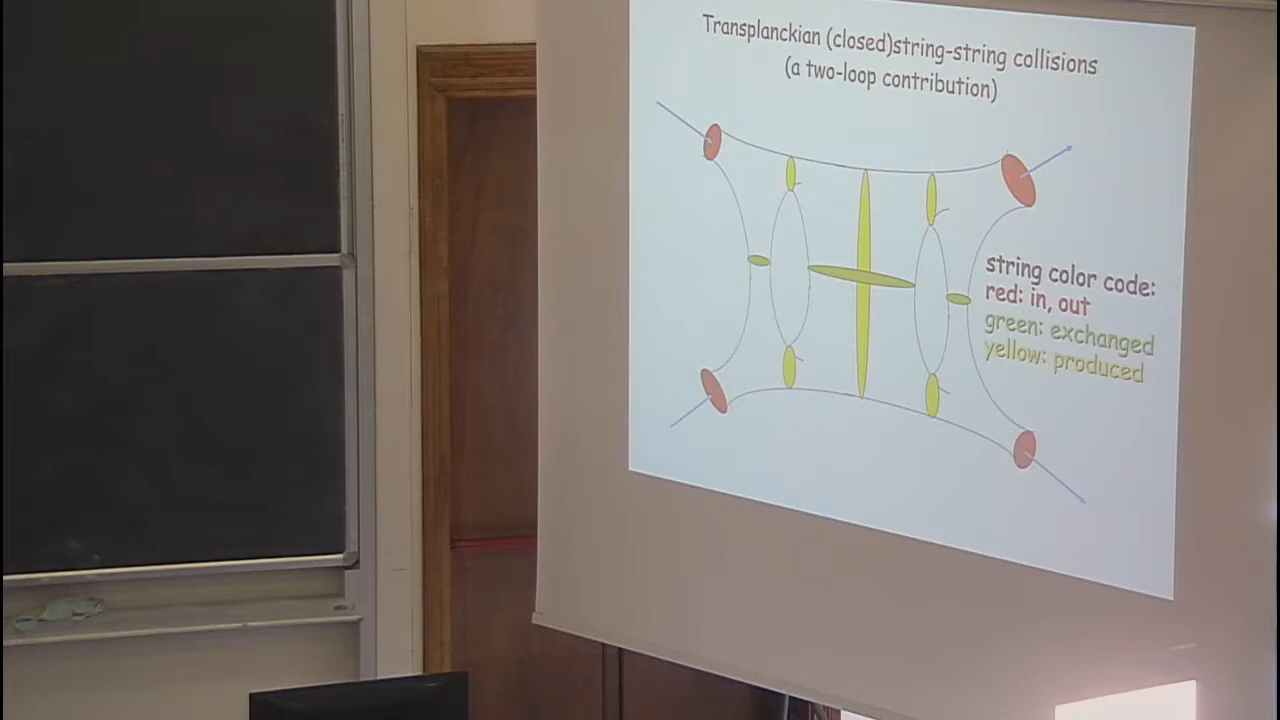 Transplanckian (closed)string-string collisions
(a two-loop contribution)
string color code:
red: in, out
green: exchanged
yellow: produced